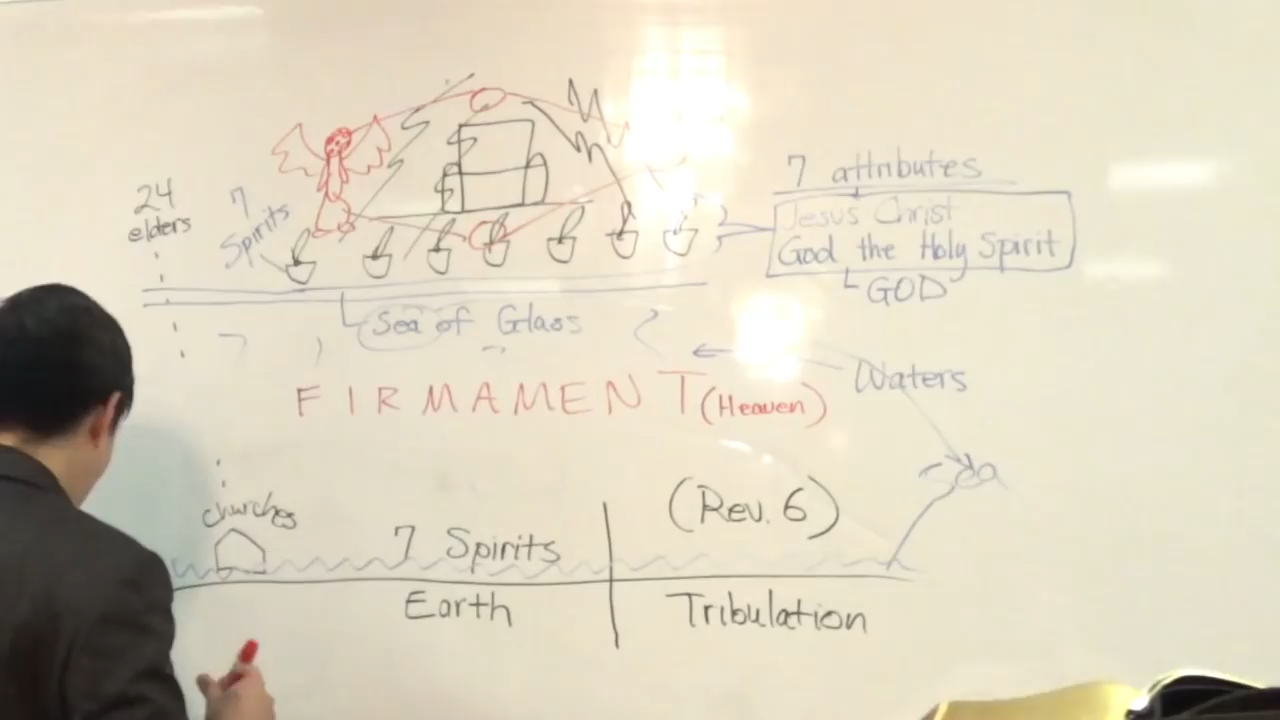 24
elders
7
Spirits
7 attributes
Jesus Christ
God the Holy Spirit
GOD
Sea of Glass
Waters
FIRMAMENT (Heaven)
churches
7 Spirits
(Rev. 6)
Earth
Tribulation